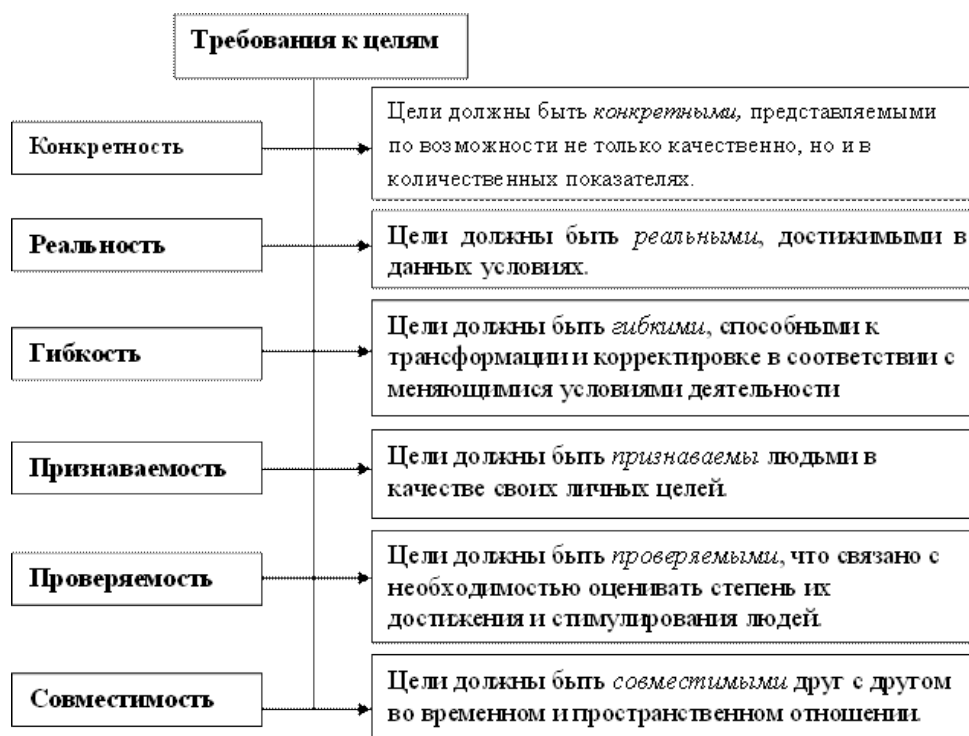 Требования к целям
Конкретность
Цели должны быть конкретными, представляемыми
по возможности не только качественно, но и в
количественных показателях.
Реальность
Цели должны быть реальными, достижимыми в
данных условиях.
Гибкость
Цели должны быть гибкими, способными к
трансформации и корректировке в соответствии с
меняющимися условиями деятельности
Признаваемость
Цели должны быть признаваемы людьми в
качестве своих личных целей.
Проверяемость
Цели должны быть проверяемыми, что связано с
необходимостью оценивать степень их
достижения и стимулирования людей.
Совместимость
Цели должны быть совместимыми друг с другом
во временном и пространственном отношении.